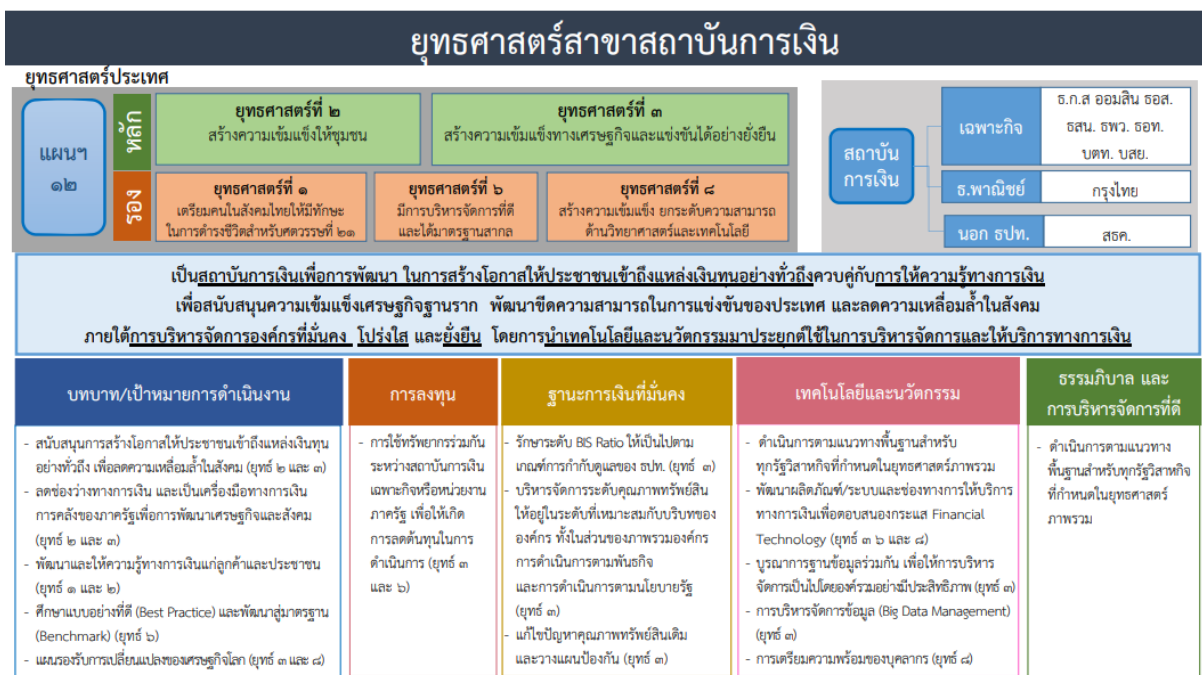 ยุทธศาสตร์สาขาสถาบันการเงิน
ยุทธศาสตร์ประเทศ
แผนฯ
๑๒
หลัก
ยุทธศาสตร์ที่ ๒
สร้างความเข้มแข็งให้ชุมชน
ยุทธศาสตร์ที่ ๓
สร้างความเข้มแข็งทางเศรษฐกิจและแข่งขันได้อย่างยั่งยืน
รอง
ยุทธศาสตร์ที่ ๑
เตรียมคนในสังคมไทยให้มีทักษะ
ในการดำรงชีวิตสำหรับศตวรรษที่ ๒๑
ยุทธศาสตร์ที่ ๖
มีการบริหารจัดการที่ดี
และได้มาตรฐานสากล
ยุทธศาสตร์ที่ ๘
สร้างความเข้มแข็ง ยกระดับความสามารถ
ด้านวิทยาศาสตร์และเทคโนโลยี
สถาบัน
การเงิน
เฉพาะกิจ
ธ.ก.ส ออมสิน ธอส.
ธสน. ธพว. ธอท.
บตท. บสย.
ธ.พาณิชย์
กรุงไทย
นอก ธปท.
สธค.
เป็นสถาบันการเงินเพื่อการพัฒนา ในการสร้างโอกาสให้ประชาชนเข้าถึงแหล่งเงินทุนอย่างทั่วถึงควบคู่กับการให้ความรู้ทางการเงิน
เพื่อสนับสนุนความเข้มแข็งเศรษฐกิจฐานราก พัฒนาขีดความสามารถในการแข่งขันของประเทศ และลดความเหลื่อมล้ำในสังคม
ภายใต้การบริหารจัดการองค์กรที่มั่นคง โปร่งใส และยั่งยืน โดยการนำเทคโนโลยีและนวัตกรรมมาประยุกต์ใช้ในการบริหารจัดการและให้บริการทางการเงิน
บทบาท/เป้าหมายการดำเนินงาน
- สนับสนุนการสร้างโอกาสให้ประชาชนเข้าถึงแหล่งเงินทุน
อย่างทั่วถึง เพื่อลดความเหลื่อมล้ำในสังคม (ยุทธ์ ๒ และ ๓)
- ลดช่องว่างทางการเงิน และเป็นเครื่องมือทางการเงิน
การคลังของภาครัฐเพื่อการพัฒนาเศรษฐกิจและสังคม
(ยุทธ์ ๒ และ ๓)
- พัฒนาและให้ความรู้ทางการเงินแก่ลูกค้าและประชาชน
(ยุทธ์ ๑ และ ๒)
- ศึกษาแบบอย่างที่ดี (Best Practice) และพัฒนาสู่มาตรฐาน
(Benchmark) (ยุทธ์ ๖)
- แผนรองรับการเปลี่ยนแปลงของเศรษฐกิจโลก (ยุทธ์ ๓ และ ๘)
การลงทุน
- การใช้ทรัพยากรร่วมกัน
ระหว่างสถาบันการเงิน
เฉพาะกิจหรือหน่วยงาน
ภาครัฐ เพื่อให้เกิด
การลดต้นทุนในการ
ดำเนินการ (ยุทธ์ ๓
และ ๖)
ฐานะการเงินที่มั่นคง
- รักษาระดับ BIS Ratio ให้เป็นไปตาม
เกณฑ์การกำกับดูแลของ ธปท. (ยุทธ์ ๓)
- บริหารจัดการระดับคุณภาพทรัพย์สิน
ให้อยู่ในระดับที่เหมาะสมกับบริบทของ
องค์กร ทั้งในส่วนของภาพรวมองค์กร
การดำเนินการตามพันธกิจ
และการดำเนินการตามนโยบายรัฐ
(ยุทธ์ ๓)
- แก้ไขปัญหาคุณภาพทรัพย์สินเดิม
และวางแผนป้องกัน (ยุทธ์ ๓)
เทคโนโลยีและนวัตกรรม
- ดำเนินการตามแนวทางพื้นฐานสำหรับ
ทุกรัฐวิสาหกิจที่กำหนดในยุทธศาสตร์ภาพรวม
- พัฒนาผลิตภัณฑ์/ระบบและช่องทางการให้บริการ
ทางการเงินเพื่อตอบสนองกระแส Financial
Technology (ยุทธ์ ๓ ๖ และ ๘)
- บูรณาการฐานข้อมูลร่วมกัน เพื่อให้การบริหาร
จัดการเป็นไปโดยองค์รวมอย่างมีประสิทธิภาพ (ยุทธ์ ๓)
- การบริหารจัดการข้อมูล (Big Data Management)
(ยุทธ์ ๓)
- การเตรียมความพร้อมของบุคลากร (ยุทธ์ ๘)
ธรรมภิบาล และ
การบริหารจัดการที่ดี
- ดำเนินการตามแนวทาง
พื้นฐานสำหรับทุกรัฐวิสาหกิจ
ที่กำหนดในยุทธศาสตร์
ภาพรวม